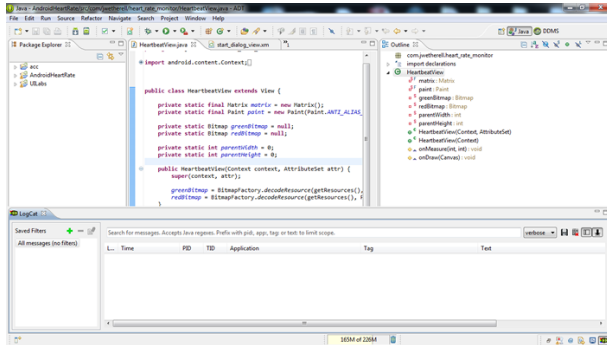 Java - AndroidHeartRate/src/com/jwetherell/heart_rate_monitor/HeartbeatView.java - ADT
File Edit Run Source Refactor Navigate Search Project Window Help
Java DDMS
Package Explorer
acc
AndroidHeartRate
UILabs
HeartbeatView.java start_dialog_view.xm
import android.content.Context;
public class HeartbeatView extends View {
private static final Matrix matrix = new Matrix();
private static final Paint paint = new Paint(Paint.ANTI_ALIAS_
private static Bitmap greenBitmap = null;
private static Bitmap redBitmap = null;
private static int parentWidth = 0;
private static int parentHeight = 0;
public HeartbeatView(Context context, AttributeSet attr) {
super(context, attr);
greenBitmap = BitmapFactory.decodeResource(getResources(),
redBitmap = BitmapFactory.decodeResource(getResources(), R
}
Outline
com.jwetherell.heart_rate_monitor
import declarations
HeartbeatView
matrix : Matrix
paint : Paint
greenBitmap : Bitmap
redBitmap : Bitmap
parentWidth : int
parentHeight : int
HeartbeatView(Context, AttributeSet)
HeartbeatView(Context)
onMeasure(int, int) : void
onDraw(Canvas) : void
LogCat
Saved Filters
All messages (no filters)
Search for messages. Accepts Java regexes. Prefix with pid:, app:, tag: or text: to limit scope.
verbose
L... Time PID TID Application Tag Text
165M of 226M